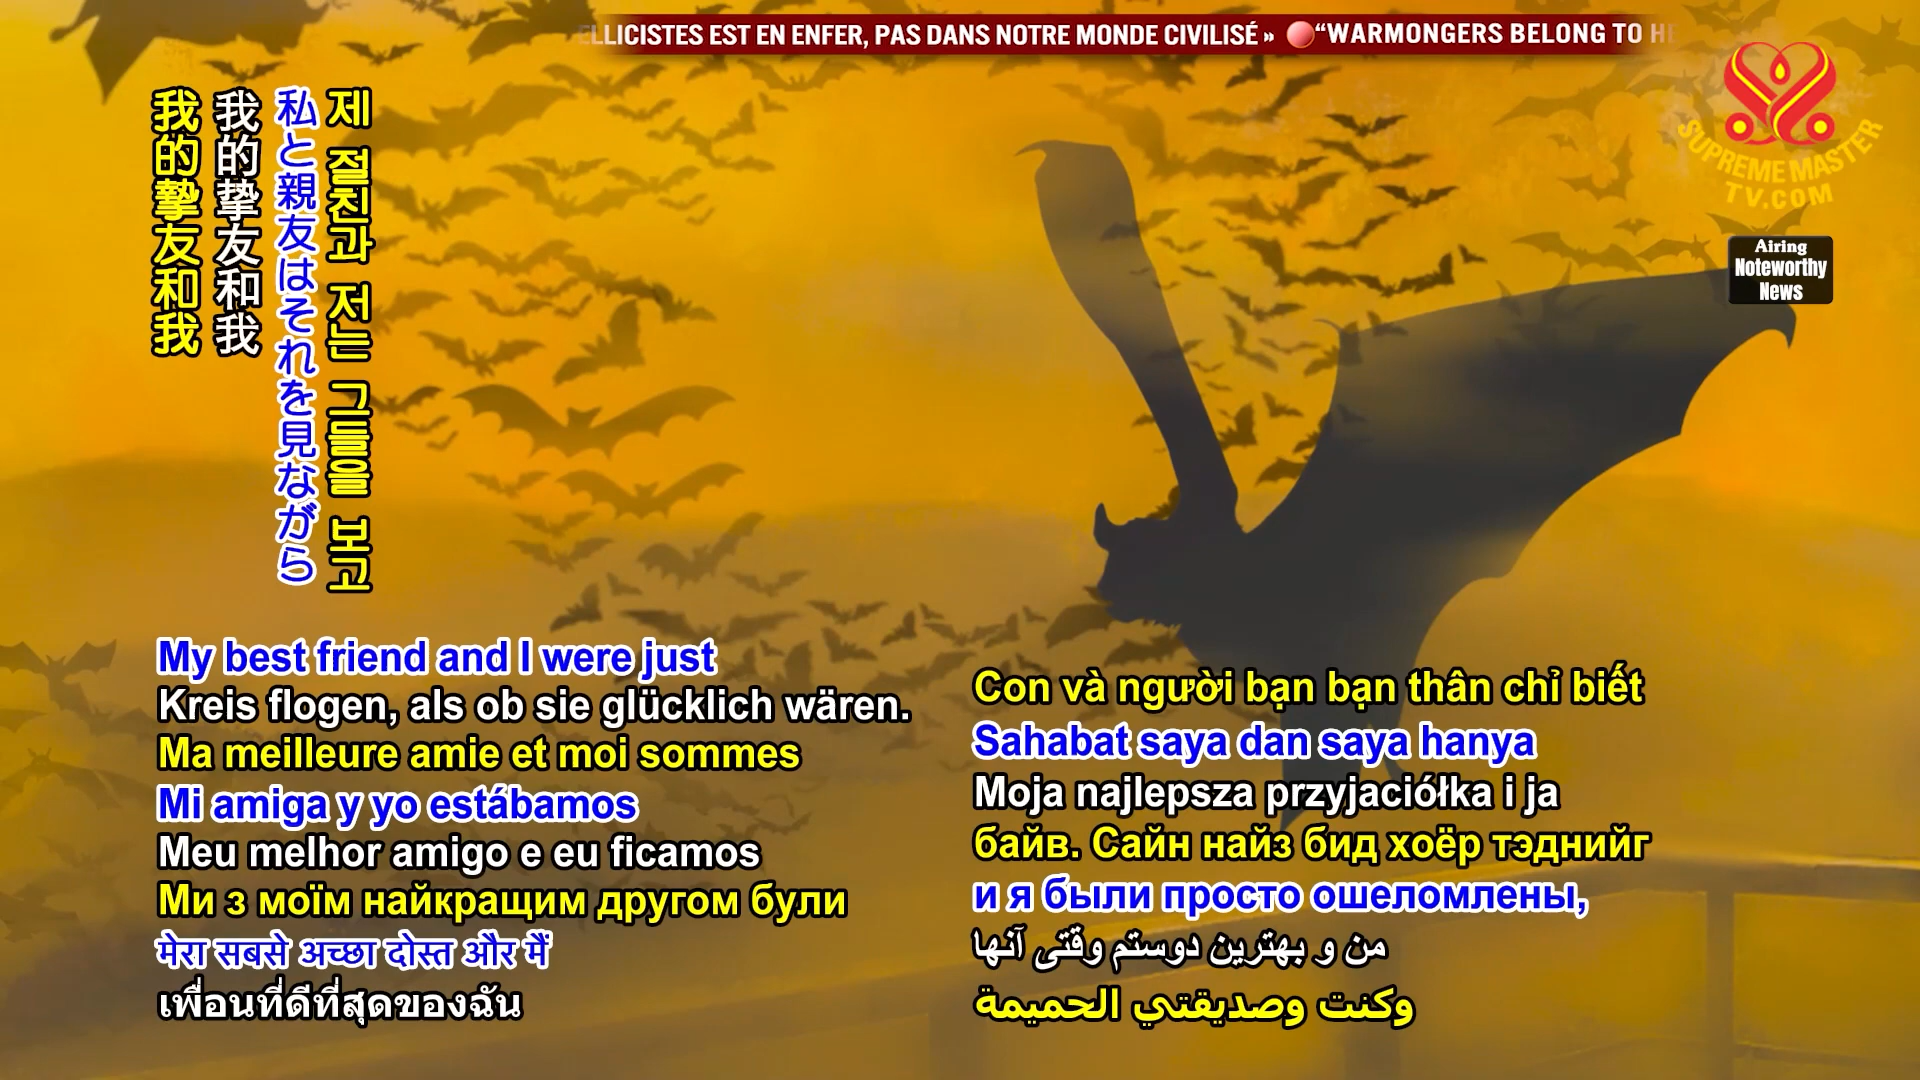 ELLICISTES EST EN ENFER, PAS DANS NOTRE MONDE CIVILISÉ » “WARMONGERS BELONG TO HE
SUPREME MASTER
TV.COM
Airing
Noteworthy
News
제 절친과 저는 그들을 보고
私と親友はそれを見ながら
我的挚友和我
我的摯友和我
My best friend and I were just
Kreis flogen, als ob sie glücklich wären.
Ma meilleure amie et moi sommes
Mi amiga y yo estábamos
Meu melhor amigo e eu ficamos
Ми з моїм найкращим другом були
मेरा सबसे अच्छा दोस्त और मैं
เพื่อนที่ดีที่สุดของฉัน
Con và người bạn bạn thân chỉ biết
Sahabat saya dan saya hanya
Moja najlepsza przyjaciółka i ja
байв. Сайн найз бид хоёр тэднийг
и я были просто ошеломлены,
من و بهترین دوستم وقتی آنها
وكنت وصديقتي الحميمة